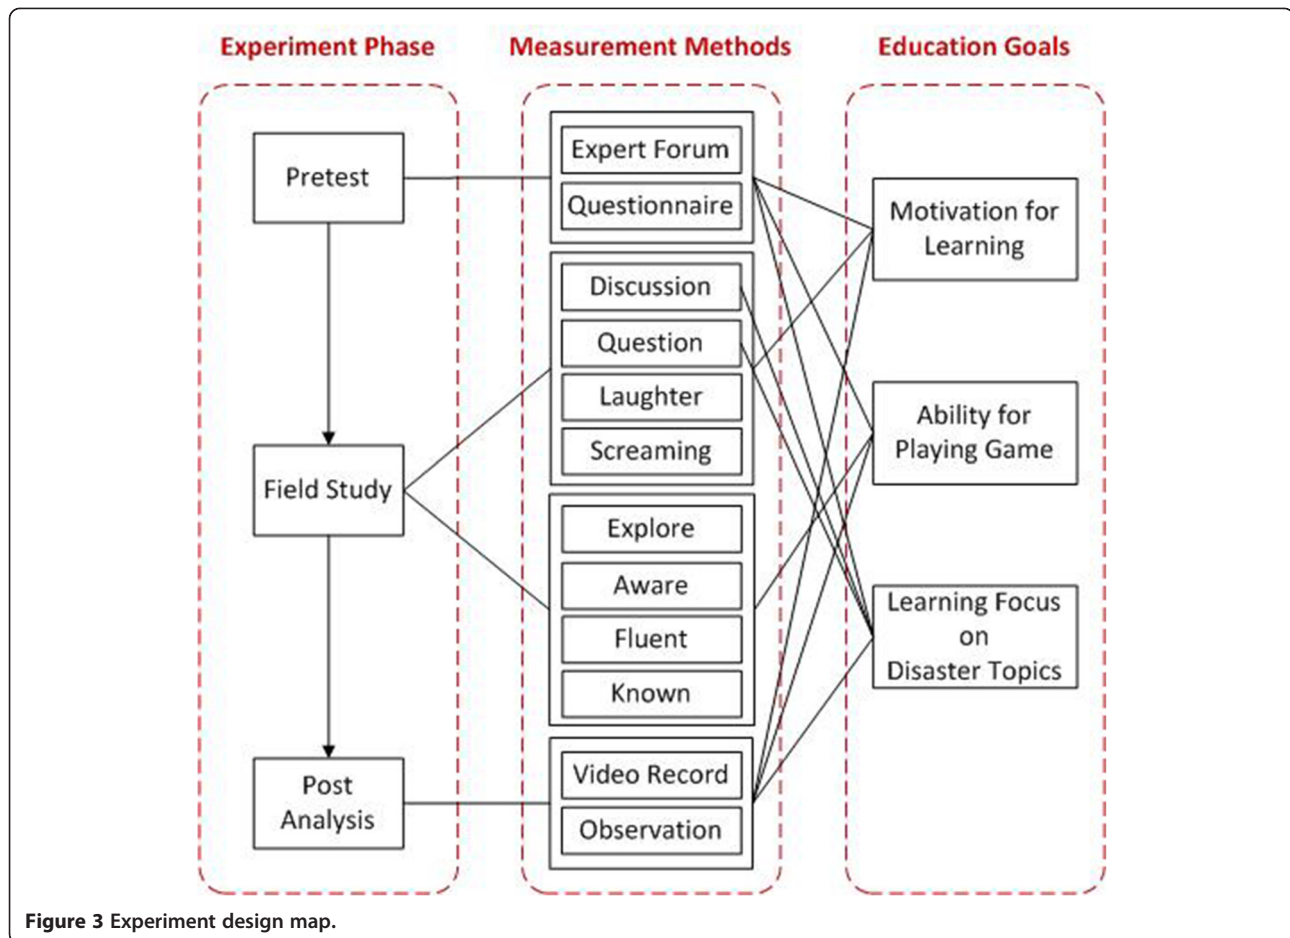 Experiment Phase
Measurement Methods
Education Goals
Pretest
Field Study
Post
Analysis
Expert Forum
Questionnaire
Discussion
Question
Laughter
Screaming
Explore
Aware
Fluent
Known
Video Record
Observation
Motivation for
Learning
Ability for
Playing Game
Learning Focus
on
Disaster Topics
Figure 3 Experiment design map.